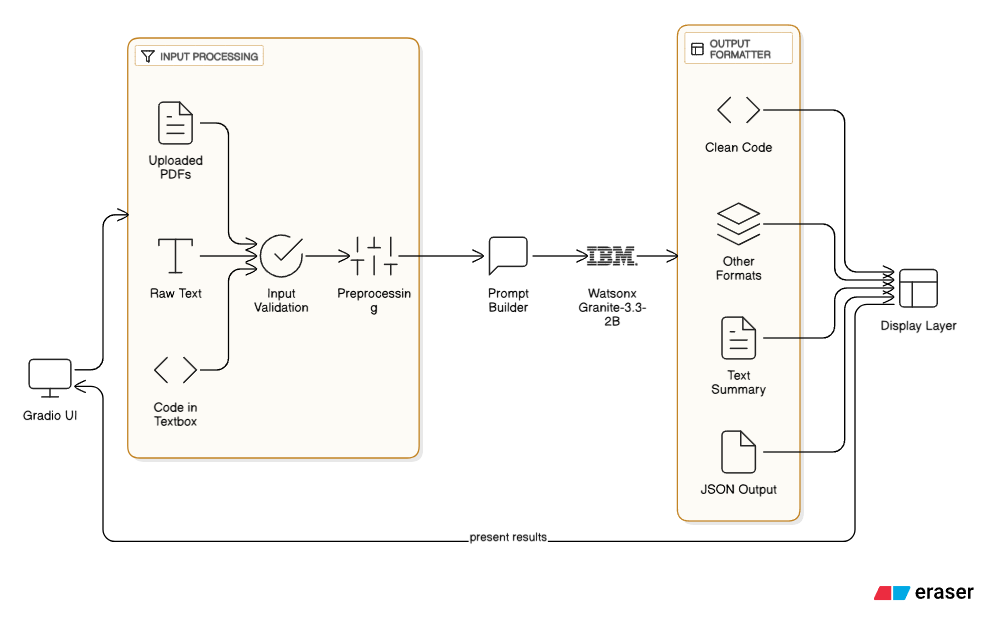 INPUT PROCESSING
Uploaded
PDFs
Raw Text
Code in
Textbox
Input
Validation
Preprocessin
g
Gradio UI
Prompt
Builder
IBM
Watsonx
Granite-3.3-
2B
OUTPUT
FORMATTER
Clean Code
Other
Formats
Text
Summary
JSON Output
Display Layer
present results
eraser